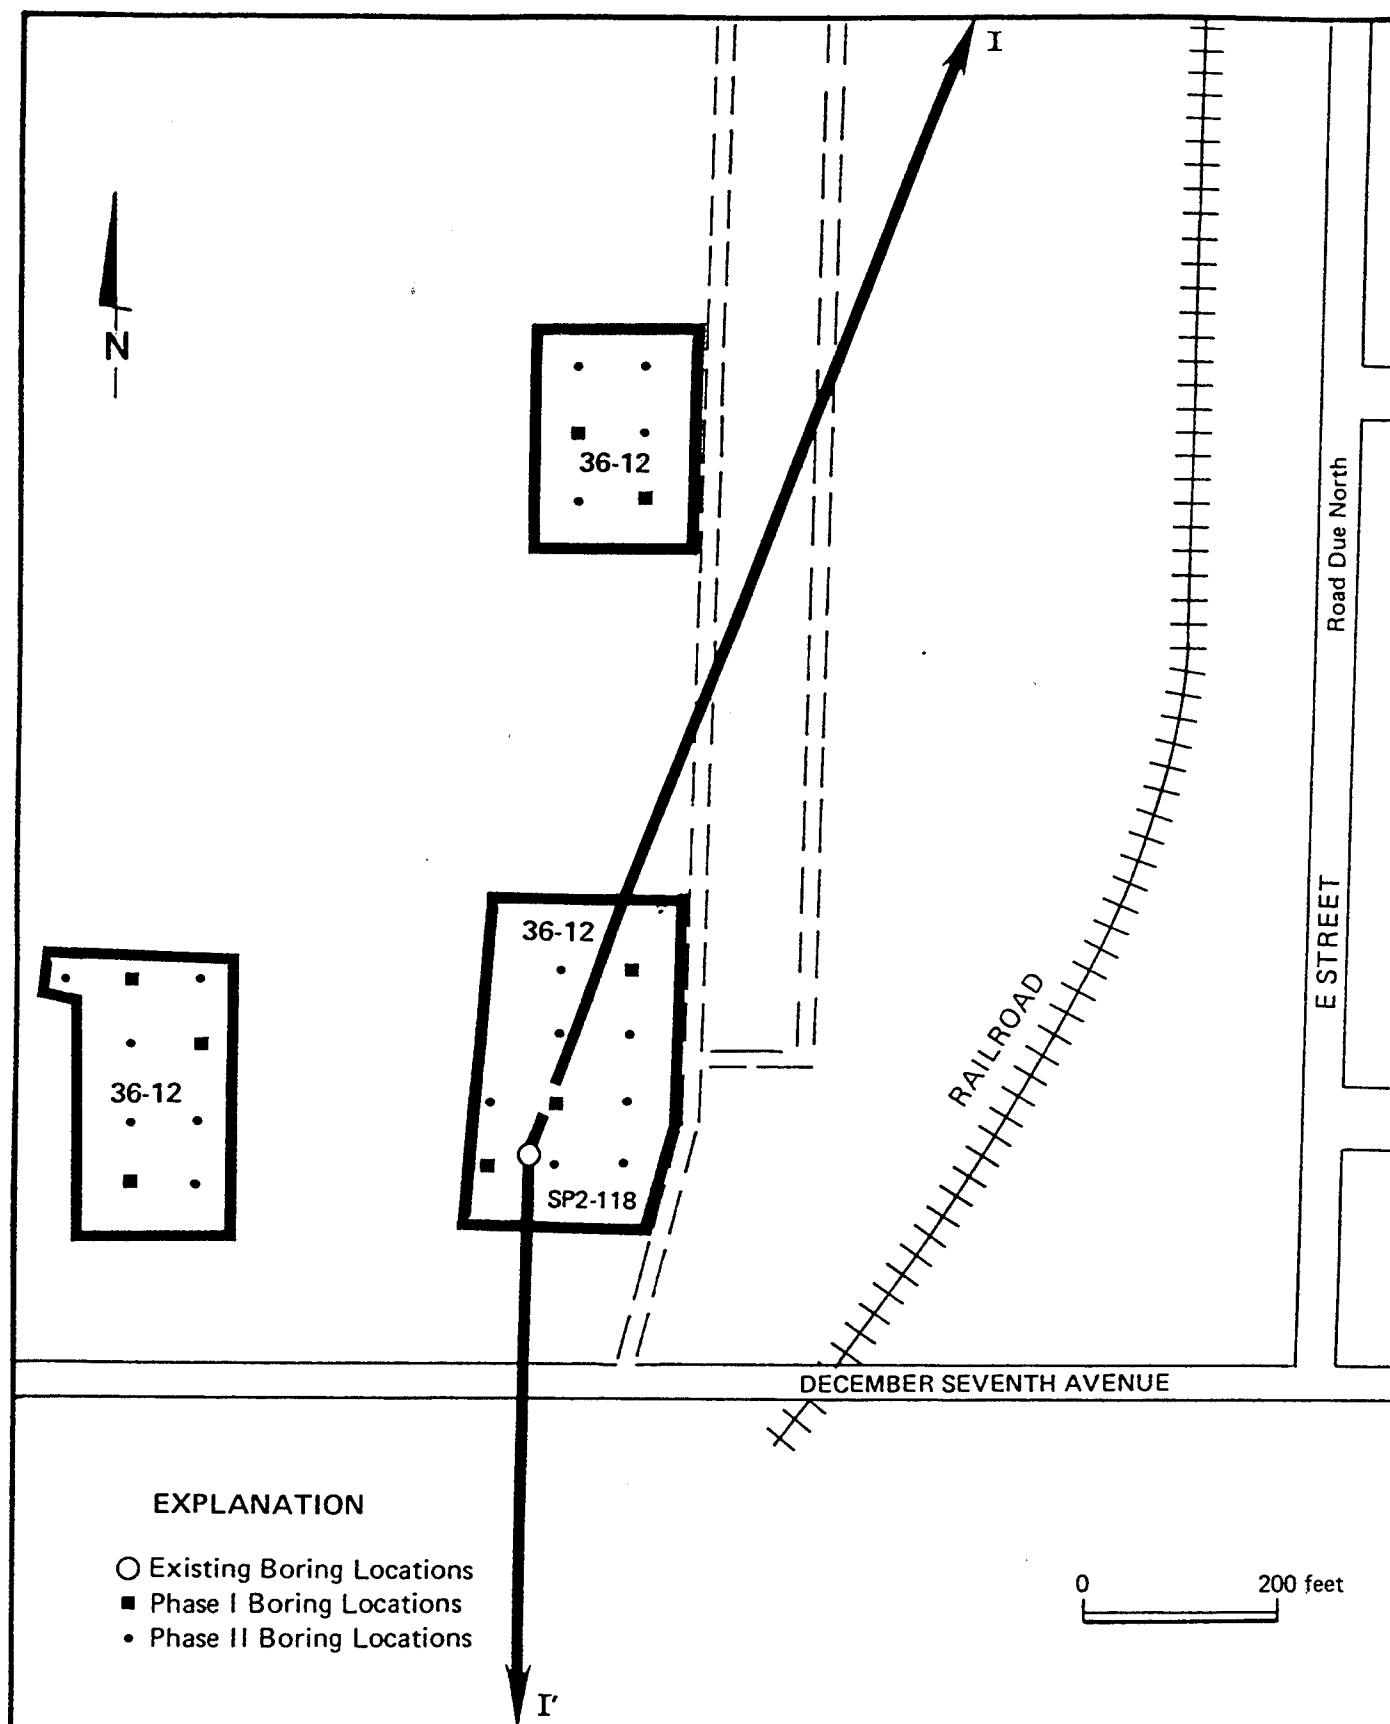 I
N
36-12
Road Due North
36-12
E STREET
RAILROAD
36-12
SP2-118
DECEMBER SEVENTH AVENUE
EXPLANATION
Existing Boring Locations
Phase I Boring Locations
Phase II Boring Locations
0 200 feet
I'